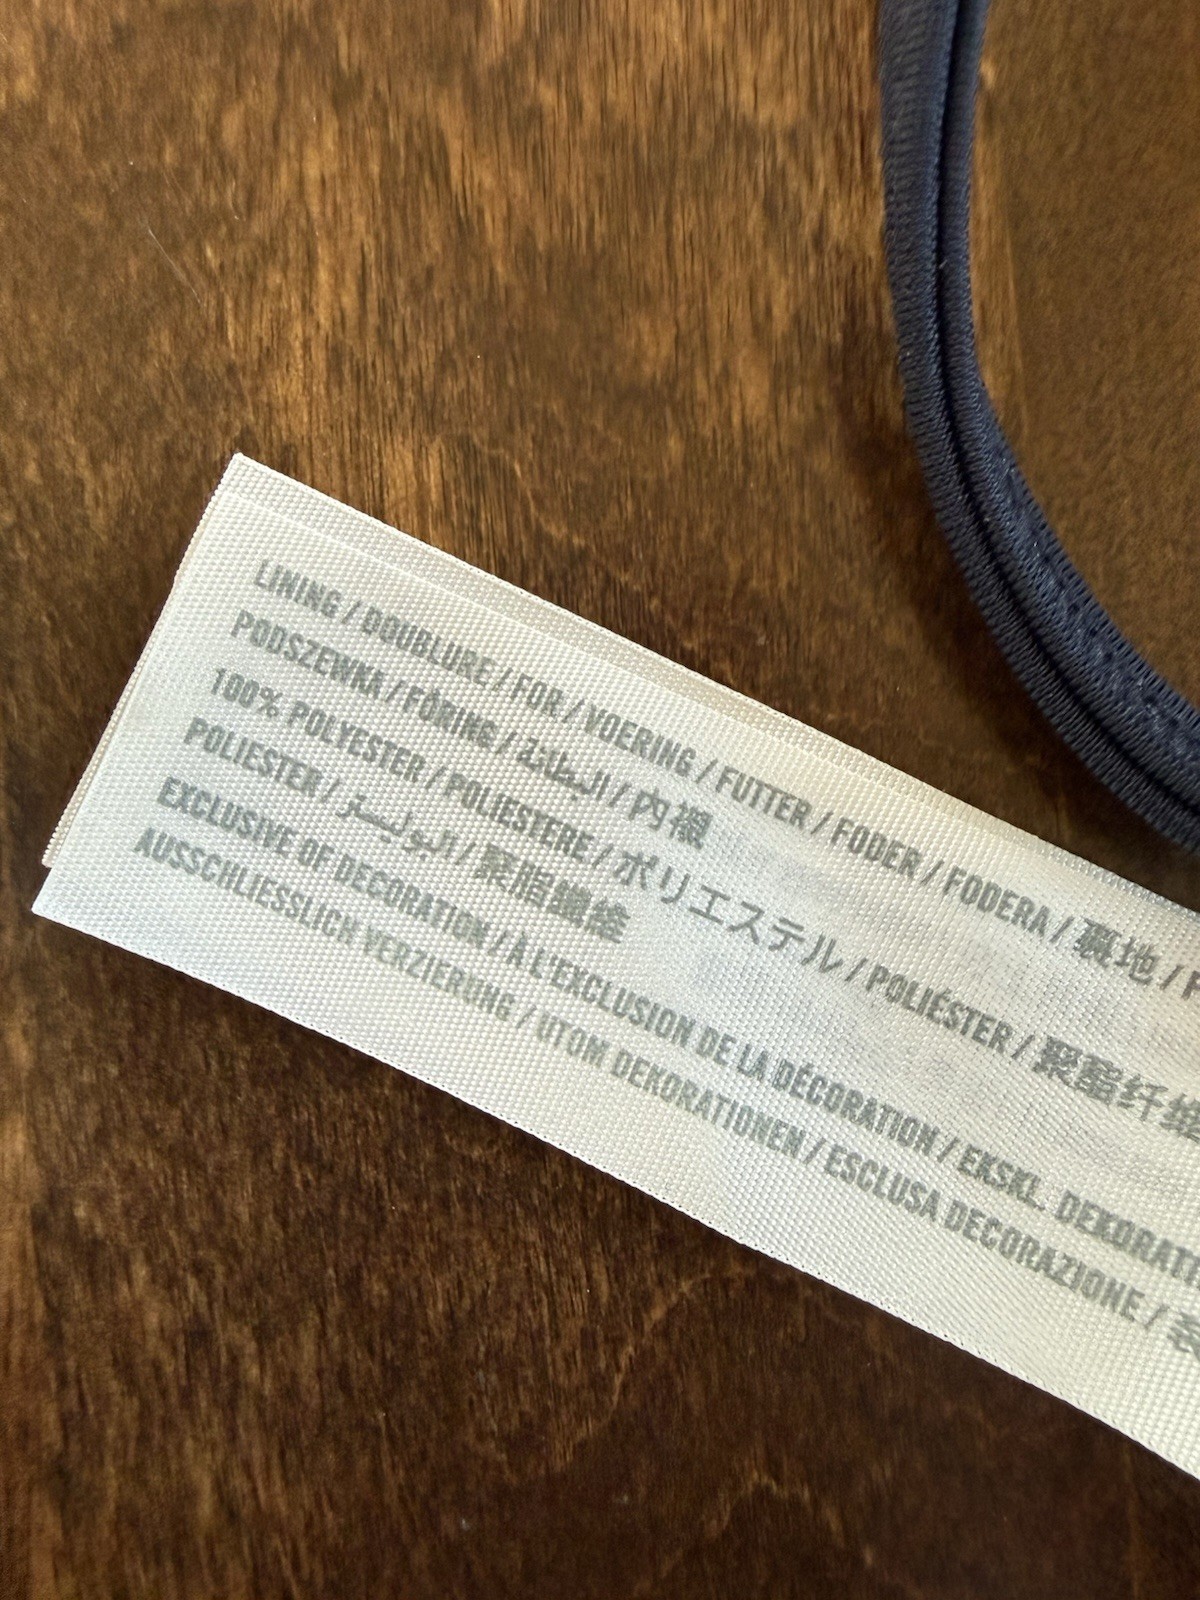 LINING / DOUBLURE / FOR / VOERING / FUTTER / FODER / FODERA / 裏地 /
PODSZEWKA / FÓRING / البطانة / 内襯
100% POLYESTER / POLIESTERE / ポリエステル / POLIÉSTER / 聚酯纤维
POLIESTER / البوليستر / 聚脂纖維
EXCLUSIVE OF DECORATION / À L'EXCLUSION DE LA DÉCORATION / EKSKL. DEKORATI
AUSSCHLIESSLICH VERZIERUNG / UTOM DEKORATIONEN / ESCLUSA DECORAZIONE /